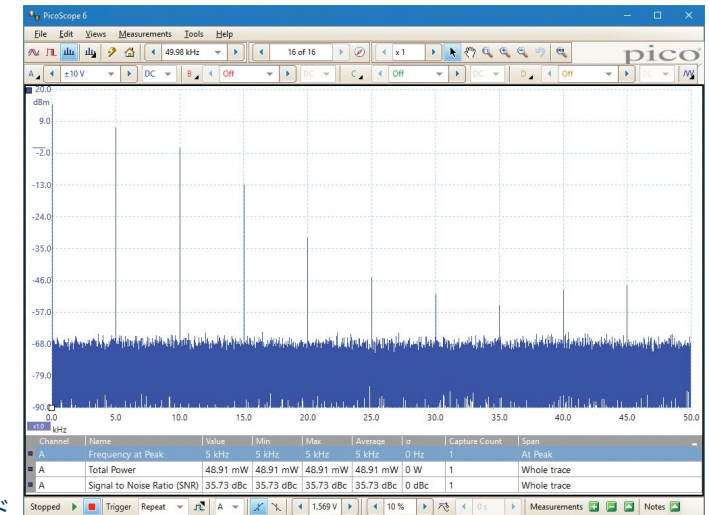 PicoScope 6
File Edit Views Measurements Tools Help
49.98 kHz 16 of 16 x 1
pico
A ±10 V DC B Off DC C Off DC D Off DC
20.0
dBm
9.0
-2.0
-13.0
-24.0
-35.0
-46.0
-57.0
-68.0
-79.0
-90.0
0.0 5.0 10.0 15.0 20.0 25.0 30.0 35.0 40.0 45.0 50.0
x1.0 kHz
Channel Name Value Min Max Average σ Capture Count Span
A Frequency at Peak 5 kHz 5 kHz 5 kHz 5 kHz 0 Hz 1 At Peak
A Total Power 48.91 mW 48.91 mW 48.91 mW 48.91 mW 0 W 1 Whole trace
A Signal to Noise Ratio (SNR) 35.73 dBc 35.73 dBc 35.73 dBc 35.73 dBc 0 dBc 1 Whole trace
ド Stopped Trigger Repeat A 1.569 V 10 % 0 s Measurements Notes